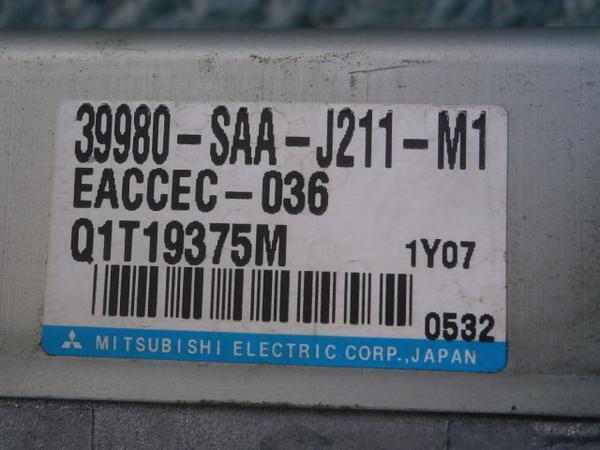 39980-SAA-J211-M1
EACCEC-036
Q1T19375M 1Y07
0532
MITSUBISHI ELECTRIC CORP.,JAPAN